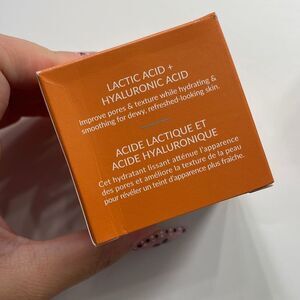 LACTIC ACID +
HYALURONIC ACID
Improve pores & texture while hydrating &
smoothing for dewy, refreshed-looking skin.
ACIDE LACTIQUE ET
ACIDE HYALURONIQUE
Cet hydratant lissant atténue l'apparence
des pores et améliore la texture de la peau
pour révéler un teint d'apparence plus fraîche.